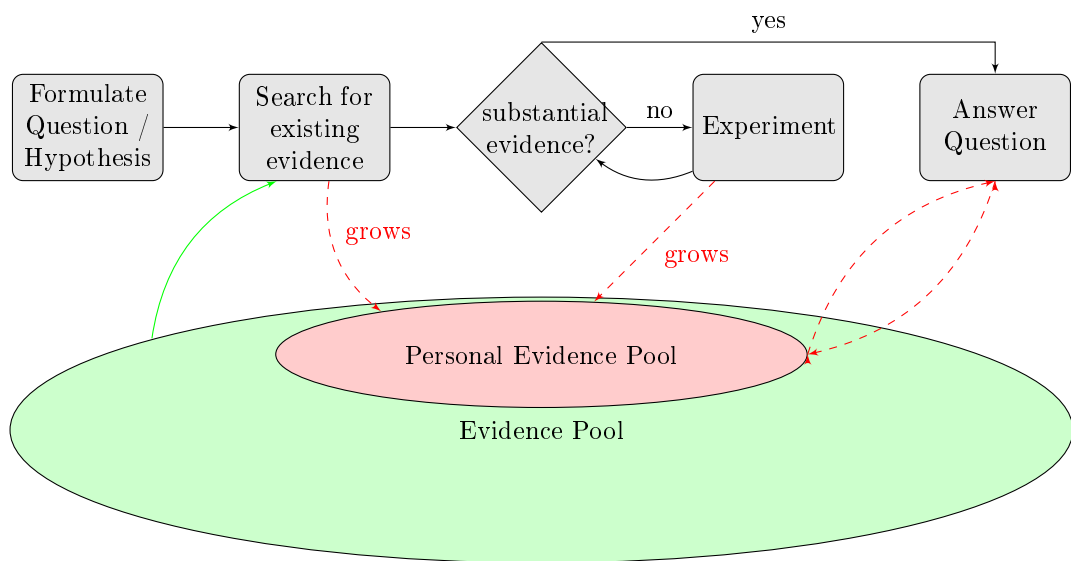 yes
Formulate
Question /
Hypothesis
Search for
existing
evidence
substantial
evidence?
no
Experiment
Answer
Question
grows
grows
Personal Evidence Pool
Evidence Pool